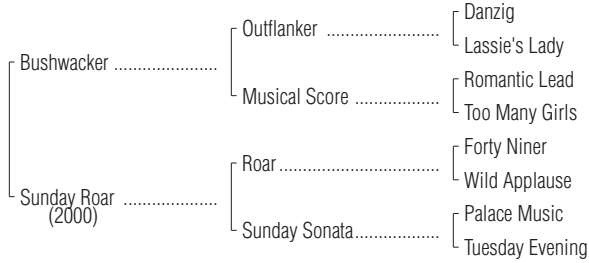 Danzig
Outflanker ......................
Lassie's Lady
Bushwacker ....................
Romantic Lead
Musical Score .................
Too Many Girls
Forty Niner
Roar................................
Wild Applause
Sunday Roar ..................
(2000)
Palace Music
Sunday Sonata.................
Tuesday Evening